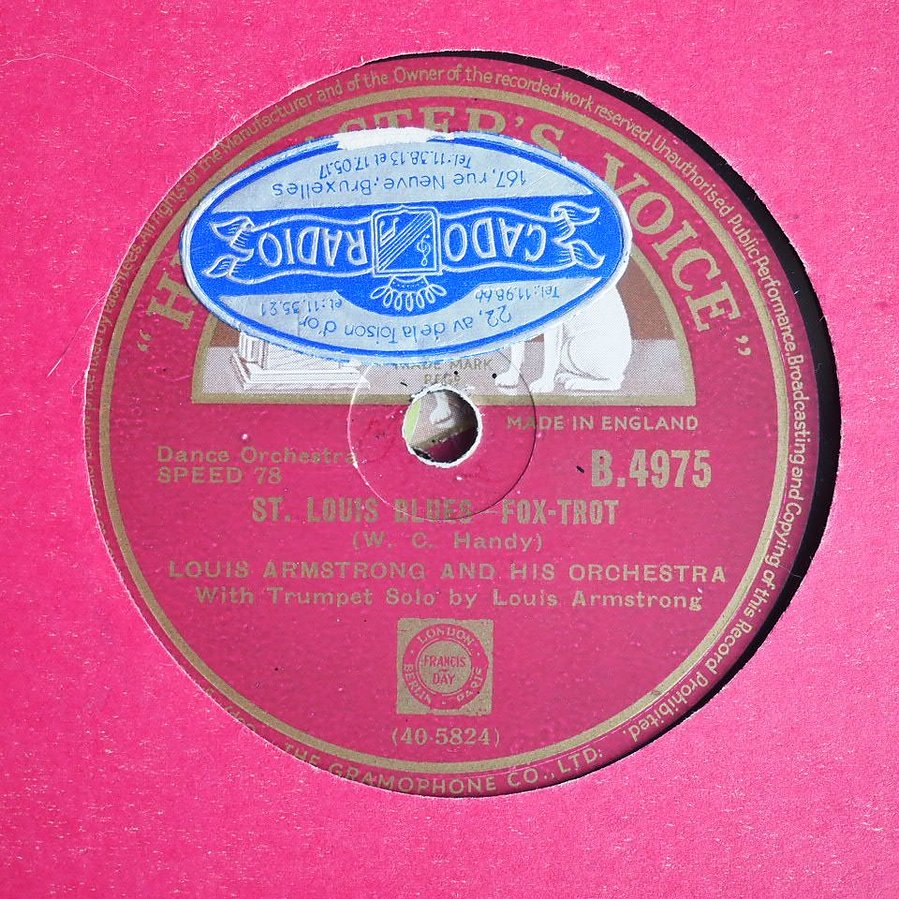 of the Manufacturer and of the Owner of the recorded work reserved. Unauthorised Public Performance, Broadcasting and Copying of this Record Prohibited.
VOICE"
167, rue Neuve, Bruxelles
Tel.: 11.38.13 et 17.05.17
CADO RADIO
22, av de la Toison d'or
Tel.: 11.98.66
el.: 11.35.21
MARK
MADE IN ENGLAND
Dance Orchestra
SPEED 78
B.4975
ST. LOUIS BLUES—FOX-TROT
(W. C. Handy)
LOUIS ARMSTRONG AND HIS ORCHESTRA
With Trumpet Solo by Louis Armstrong
LONDON
FRANCIS
DAY
BERLIN
PARIS
(40-5824)
THE GRAMOPHONE CO., LTD.